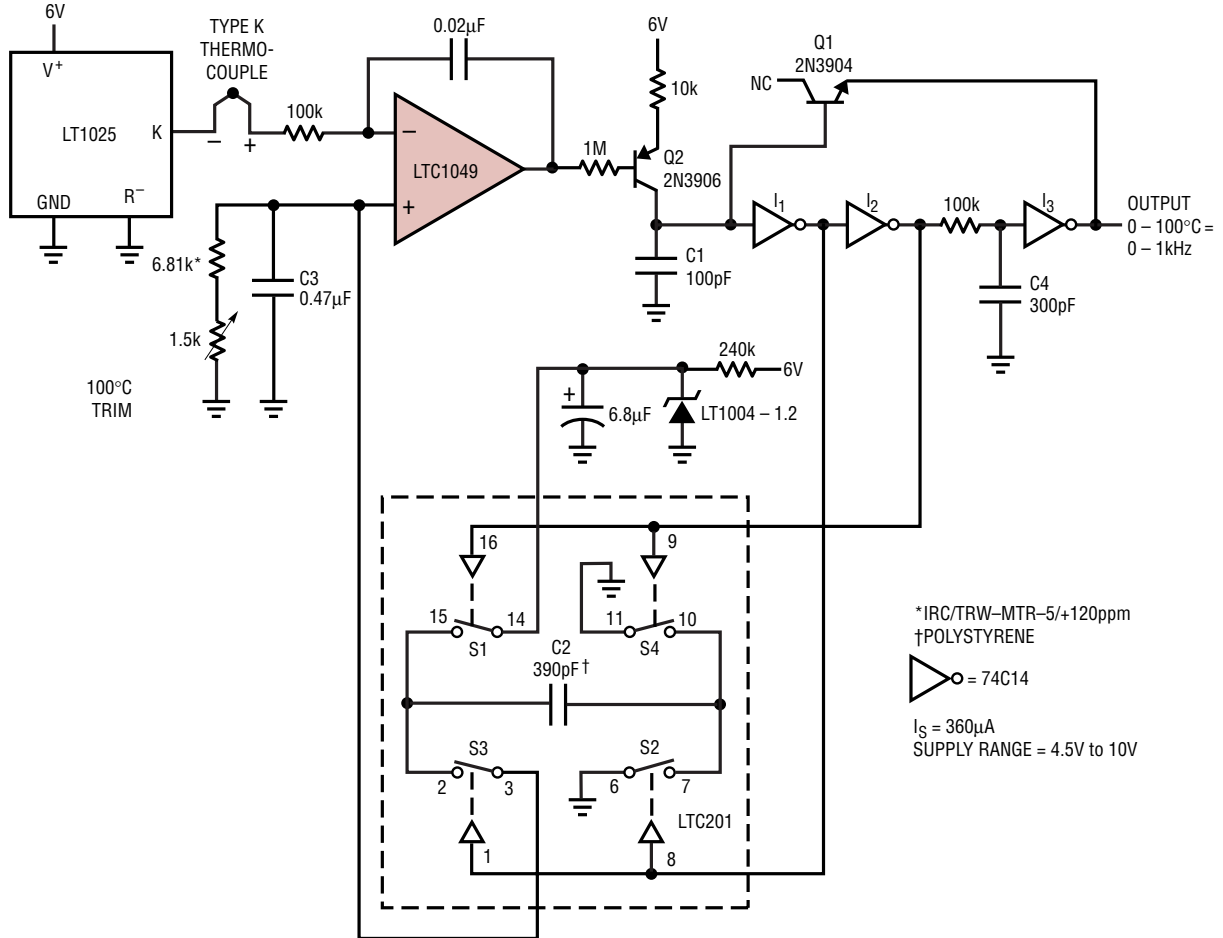 6V
V+
LT1025
K
GND
R–
TYPE K
THERMO-
COUPLE
–
+
100k
0.02µF
–
LTC1049
+
1M
6V
10k
Q2
2N3906
Q1
2N3904
NC
I1
I2
100k
I3
OUTPUT
0 – 100°C =
0 – 1kHz
C1
100pF
C4
300pF
6.81k*
C3
0.47µF
1.5k
100°C
TRIM
240k
6V
+
6.8µF
LT1004 – 1.2
16
9
15
14
S1
11
10
S4
C2
390pF†
S3
2
3
1
S2
6
7
8
LTC201
*IRC/TRW–MTR–5/+120ppm
†POLYSTYRENE
= 74C14
IS = 360µA
SUPPLY RANGE = 4.5V to 10V